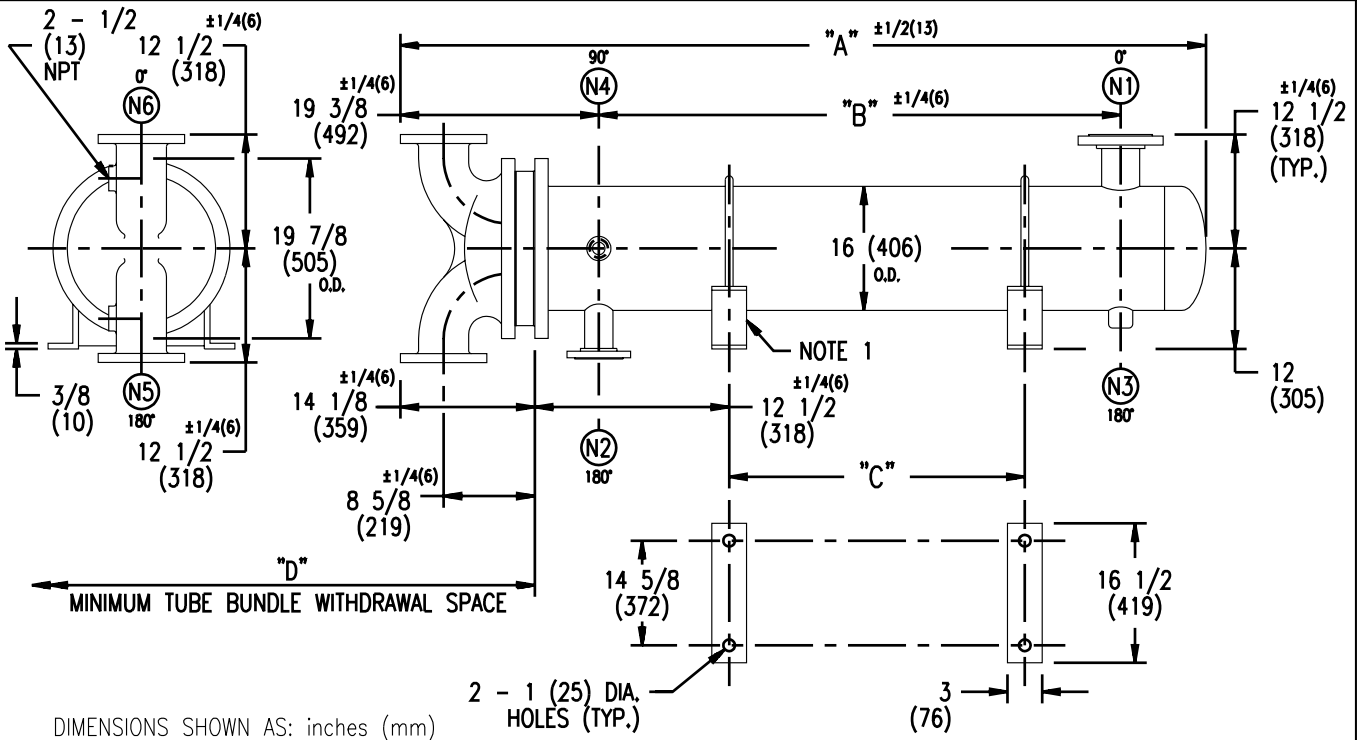 2 - 1/2
(13)
NPT
±1/4(6)
12 1/2
(318)
0°
N6
19 7/8
(505)
O.D.
3/8
(10)
N5
180°
±1/4(6)
12 1/2
(318)
"A" ±1/2(13)
±1/4(6)
19 3/8
(492)
90°
N4
"B" ±1/4(6)
0°
N1
±1/4(6)
12 1/2
(318)
(TYP.)
16 (406)
O.D.
NOTE 1
±1/4(6)
14 1/8
(359)
±1/4(6)
12 1/2
(318)
N2
180°
N3
180°
12
(305)
"C"
±1/4(6)
8 5/8
(219)
"D"
MINIMUM TUBE BUNDLE WITHDRAWAL SPACE
14 5/8
(372)
16 1/2
(419)
2 - 1 (25) DIA.
HOLES (TYP.)
3
(76)
DIMENSIONS SHOWN AS: inches (mm)